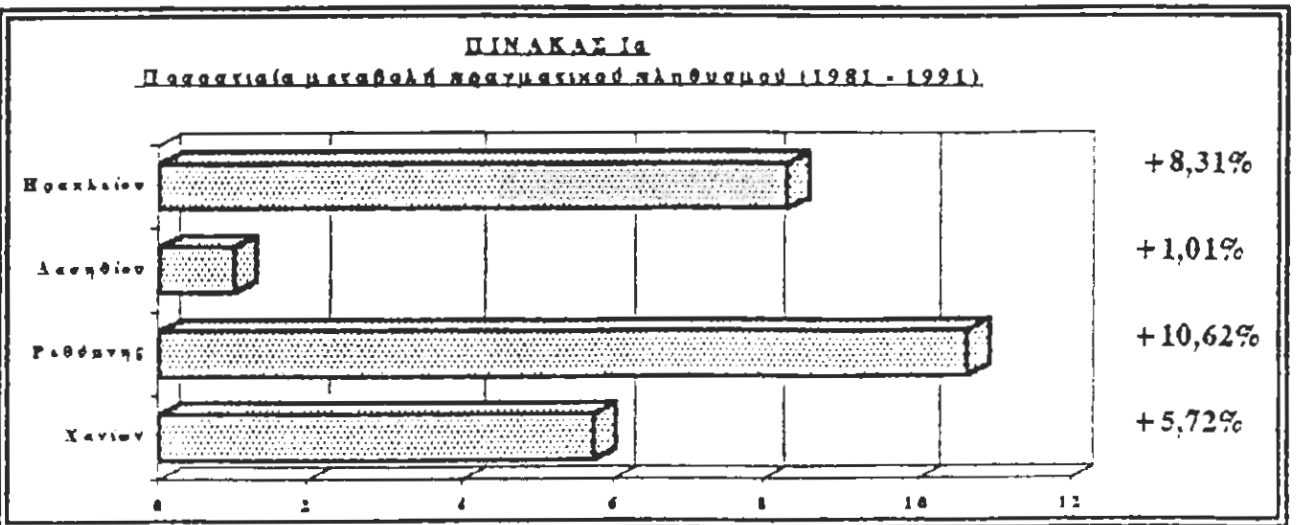 ΠΙΝΑΚΑΣ Ια
Ποσοστιαία μεταβολή πραγματικού πληθυσμού (1981 - 1991)
Ηρακλείου +8,31%
Λασηθίου +1,01%
Ρεθύμνης +10,62%
Χανίων +5,72%
0 2 4 6 8 10 12